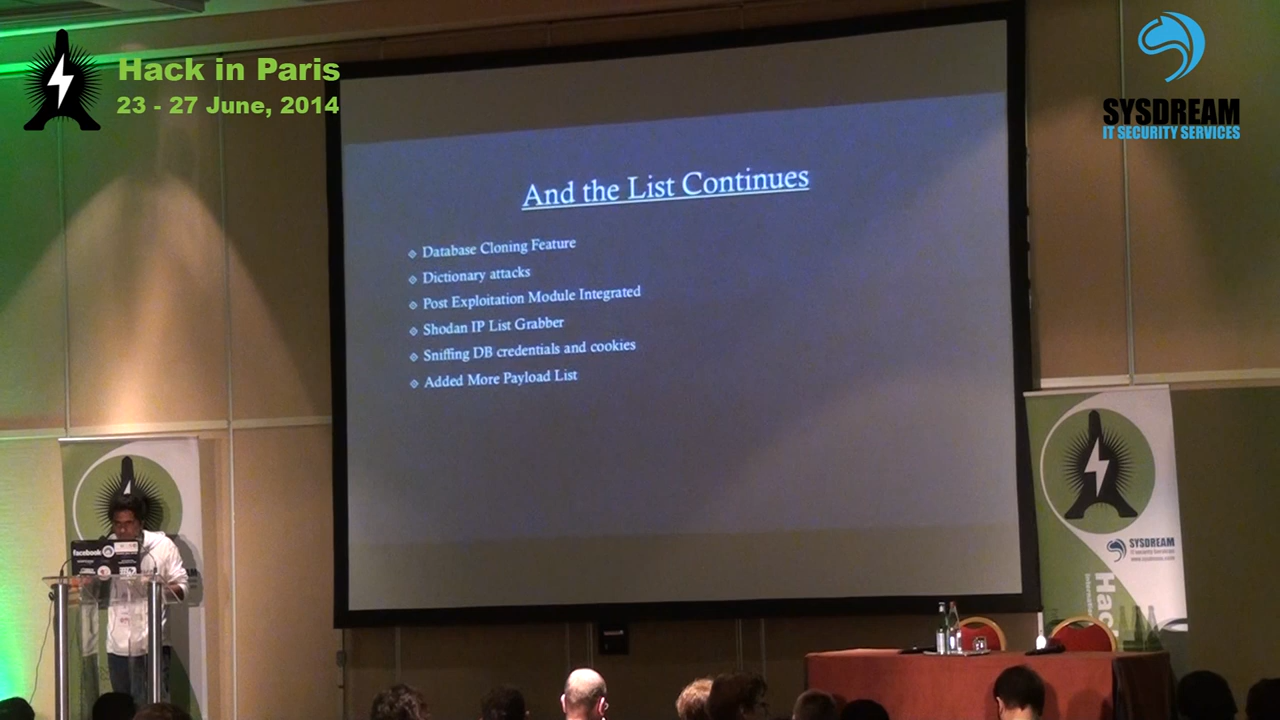 Hack in Paris
23 - 27 June, 2014
SYSDREAM
IT SECURITY SERVICES
And the List Continues
Database Cloning Feature
Dictionary attacks
Post Exploitation Module Integrated
Shodan IP List Grabber
Sniffing DB credentials and cookies
Added More Payload List
facebook
SYSDREAM
Hac